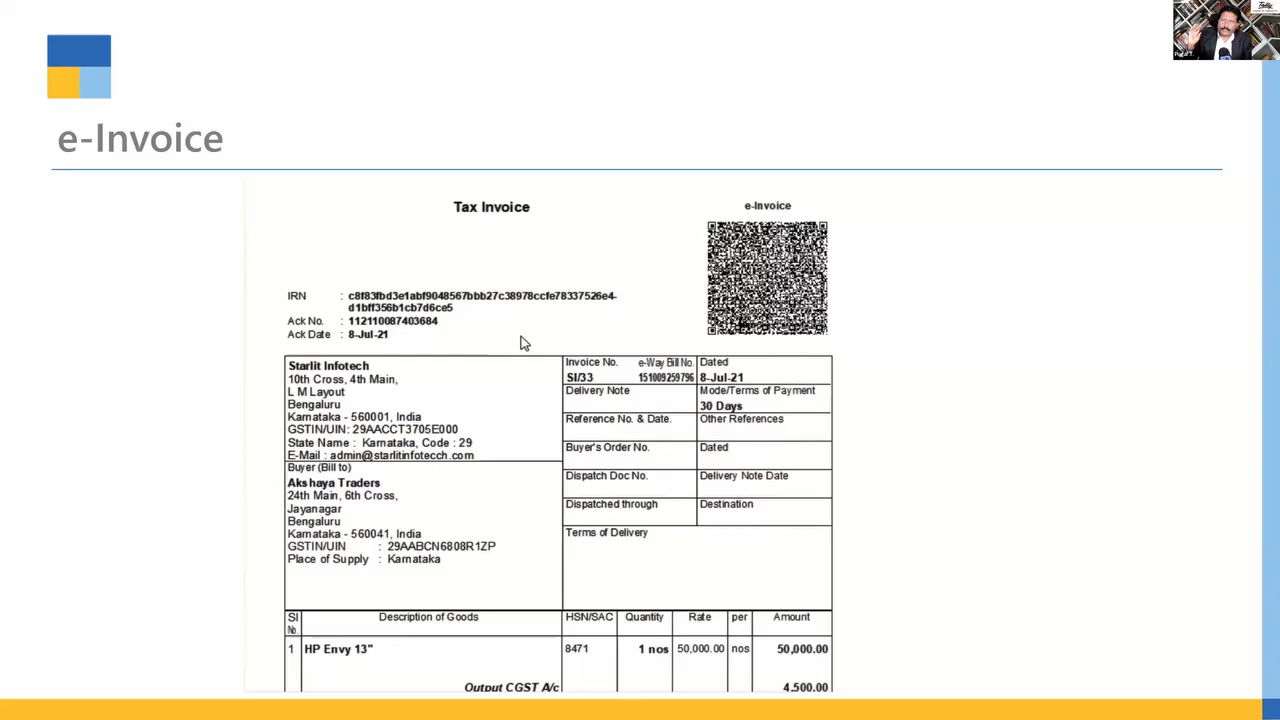 Tally
e-Invoice
Tax Invoice
e-Invoice
IRN : c8f83fbd3e1abf9048567bbb27c38978ccfe78337526e4-
d1bff356b1cb7d6ce5
Ack No. : 112110087403684
Ack Date : 8-Jul-21
Starlit Infotech
10th Cross, 4th Main,
L M Layout
Bengaluru
Karnataka - 560001, India
GSTIN/UIN: 29AACCT3705E000
State Name : Karnataka, Code : 29
E-Mail : admin@starlitinfotecch.com
Buyer (Bill to)
Akshaya Traders
24th Main, 6th Cross,
Jayanagar
Bengaluru
Karnataka - 560041, India
GSTIN/UIN : 29AABCN6808R1ZP
Place of Supply : Karnataka
Invoice No. e-Way Bill No. Dated
SI/33 151009259796 8-Jul-21
Delivery Note Mode/Terms of Payment
30 Days
Reference No. & Date. Other References
Buyer's Order No. Dated
Dispatch Doc No. Delivery Note Date
Dispatched through Destination
Terms of Delivery
Sl No. Description of Goods HSN/SAC Quantity Rate per Amount
1 HP Envy 13" 8471 1 nos 50,000.00 nos 50,000.00
Output CGST A/c 4,500.00